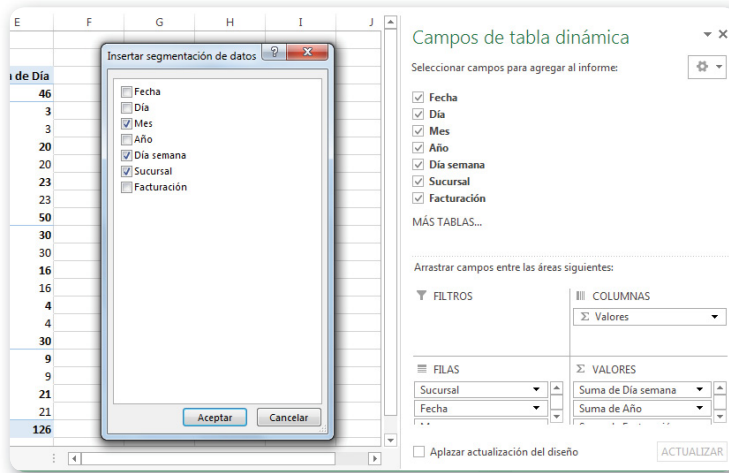 E F G H I J
n de Día
46
3
3
20
20
23
23
50
30
30
16
16
4
4
30
9
9
21
21
126
Insertar segmentación de datos
?
Fecha
Día
Mes
Año
Día semana
Sucursal
Facturación
Aceptar Cancelar
Campos de tabla dinámica
Seleccionar campos para agregar al informe:
Fecha
Día
Mes
Año
Día semana
Sucursal
Facturación
MÁS TABLAS...
Arrastrar campos entre las áreas siguientes:
FILTROS
COLUMNAS
Σ Valores
FILAS
Sucursal
Fecha
Σ VALORES
Suma de Día semana
Suma de Año
Aplazar actualización del diseño
ACTUALIZAR